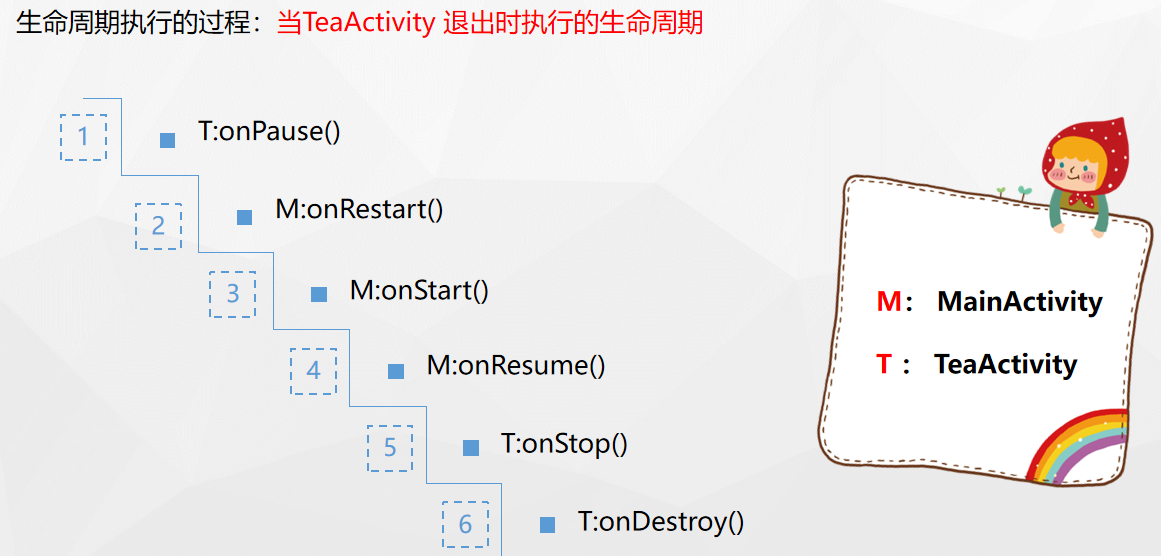 生命周期执行的过程：当TeaActivity 退出时执行的生命周期
1 T:onPause()
2 M:onRestart()
3 M:onStart()
4 M:onResume()
5 T:onStop()
6 T:onDestroy()
M： MainActivity
T ： TeaActivity